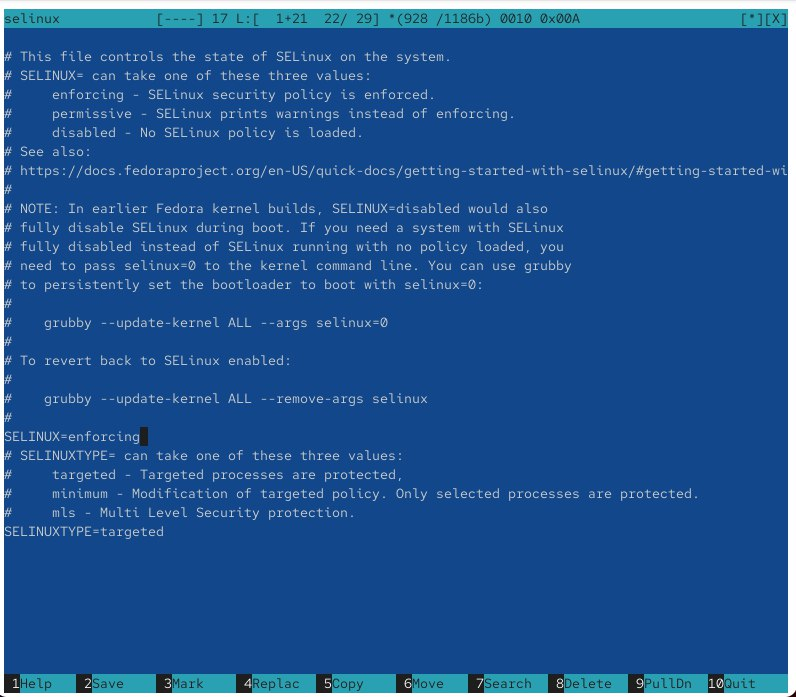 selinux [----] 17 L:[ 1+21 22/ 29] *(928 /1186b) 0010 0x00A [*][X]
# This file controls the state of SELinux on the system.
# SELINUX= can take one of these three values:
#     enforcing - SELinux security policy is enforced.
#     permissive - SELinux prints warnings instead of enforcing.
#     disabled - No SELinux policy is loaded.
# See also:
# https://docs.fedoraproject.org/en-US/quick-docs/getting-started-with-selinux/#getting-started-wi
#
# NOTE: In earlier Fedora kernel builds, SELINUX=disabled would also
# fully disable SELinux during boot. If you need a system with SELinux
# fully disabled instead of SELinux running with no policy loaded, you
# need to pass selinux=0 to the kernel command line. You can use grubby
# to persistently set the bootloader to boot with selinux=0:
#
#    grubby --update-kernel ALL --args selinux=0
#
# To revert back to SELinux enabled:
#
#    grubby --update-kernel ALL --remove-args selinux
#
SELINUX=enforcing
# SELINUXTYPE= can take one of these three values:
#     targeted - Targeted processes are protected,
#     minimum - Modification of targeted policy. Only selected processes are protected.
#     mls - Multi Level Security protection.
SELINUXTYPE=targeted
1Help 2Save 3Mark 4Replac 5Copy 6Move 7Search 8Delete 9PullDn 10Quit